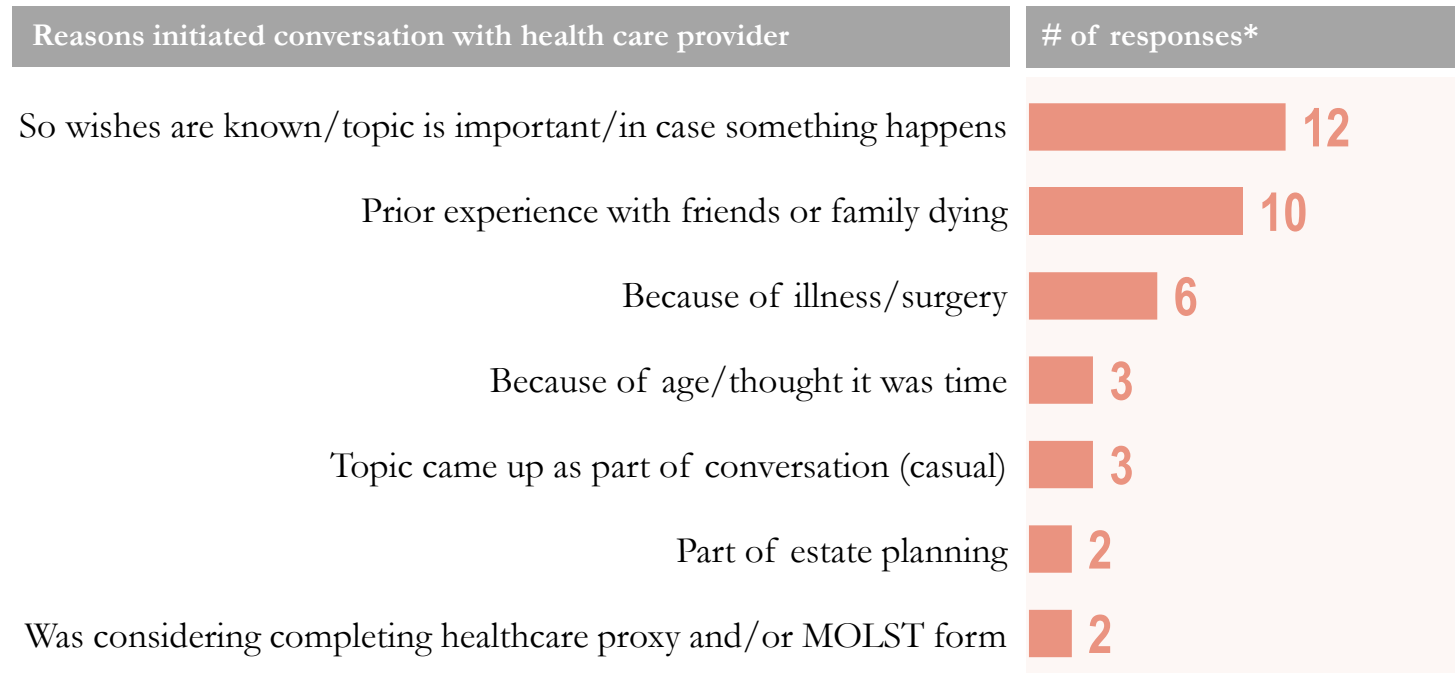 Reasons initiated conversation with health care provider # of responses*
So wishes are known/topic is important/in case something happens 12
Prior experience with friends or family dying 10
Because of illness/surgery 6
Because of age/thought it was time 3
Topic came up as part of conversation (casual) 3
Part of estate planning 2
Was considering completing healthcare proxy and/or MOLST form 2